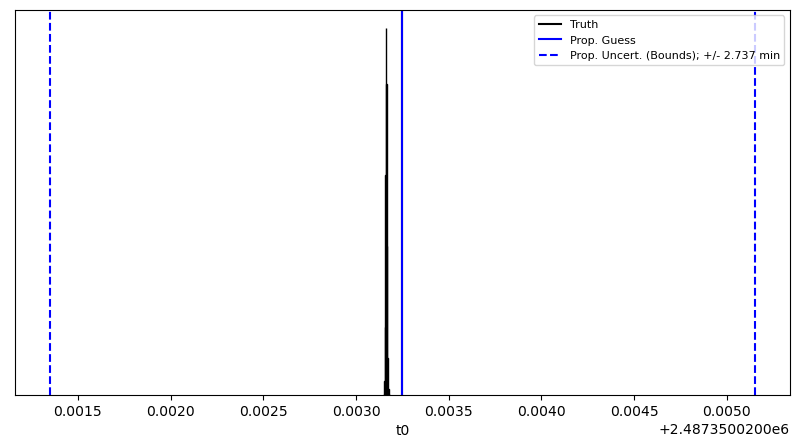 Truth
Prop. Guess
Prop. Uncert. (Bounds); +/- 2.737 min
0.0015 0.0020 0.0025 0.0030 0.0035 0.0040 0.0045 0.0050
t0
+2.4873500200e6